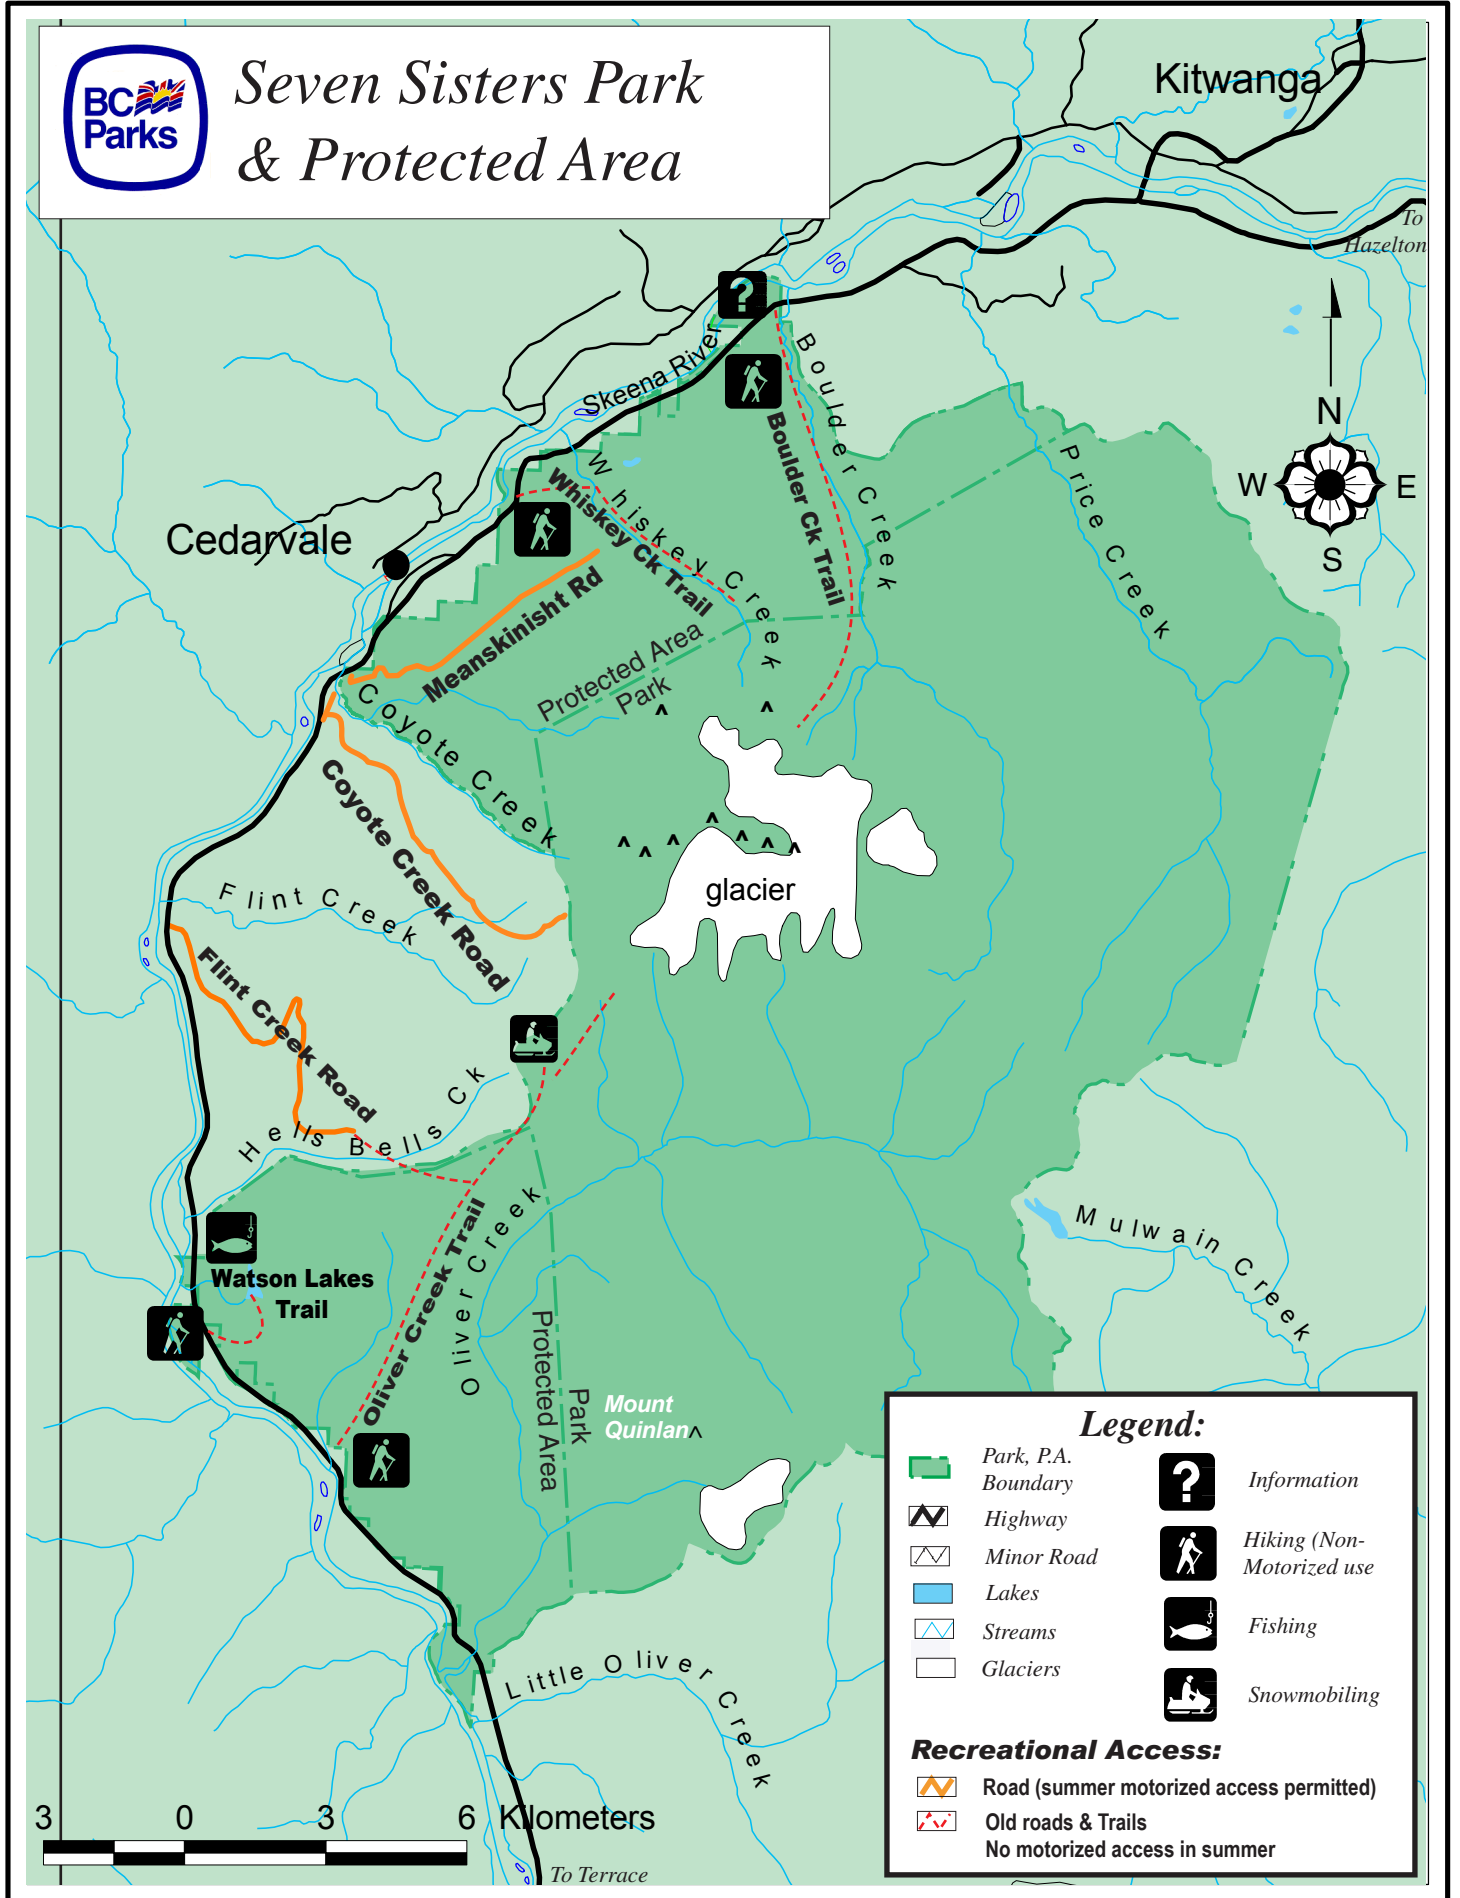 BC
Parks
Seven Sisters Park
& Protected Area
Kitwanga
To
Hazelton
Skeena River
Boulder Creek
Boulder Ck Trail
Price Creek
N
W
E
S
Whiskey Creek
Whiskey Ck Trail
Cedarvale
Meanskinisht Rd
Protected Area
Park
Coyote Creek
Coyote Creek Road
glacier
Flint Creek
Flint Creek Road
Hells Bells Ck
Oliver Creek
Oliver Creek Trail
Mulwain Creek
Watson Lakes
Trail
Protected Area
Park
Mount
Quinlan
Little Oliver Creek
To Terrace
3 0 3 6 Kilometers
Legend:
Park, P.A.
Boundary
Highway
Minor Road
Lakes
Streams
Glaciers
?
Information
Hiking (Non-
Motorized use
Fishing
Snowmobiling
Recreational Access:
Road (summer motorized access permitted)
Old roads & Trails
No motorized access in summer